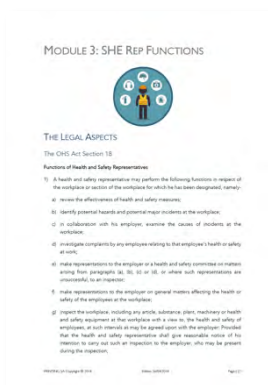 MODULE 3: SHE REP FUNCTIONS
THE LEGAL ASPECTS
The OHS Act Section 18
Functions of Health and Safety Representatives
1) A health and safety representative may perform the following functions in respect of
the workplace or section of the workplace for which he has been designated, namely-
a) review the effectiveness of health and safety measures;
b) identify potential hazards and potential major incidents at the workplace;
c) in collaboration with his employer, examine the causes of incidents at the
workplace;
d) investigate complaints by any employee relating to that employee's health or safety
at work;
e) make representations to the employer or a health and safety committee on matters
arising from paragraphs (a), (b), (c) or (d), or where such representations are
unsuccessful, to an inspector;
f) make representations to the employer on general matters affecting the health or
safety of the employees at the workplace;
g) inspect the workplace, including any article, substance, plant, machinery or health
and safety equipment at that workplace with a view to, the health and safety of
employees, at such intervals as may be agreed upon with the employer: Provided
that the health and safety representative shall give reasonable notice of his
intention to carry out such an inspection to the employer, who may be present
during the inspection;